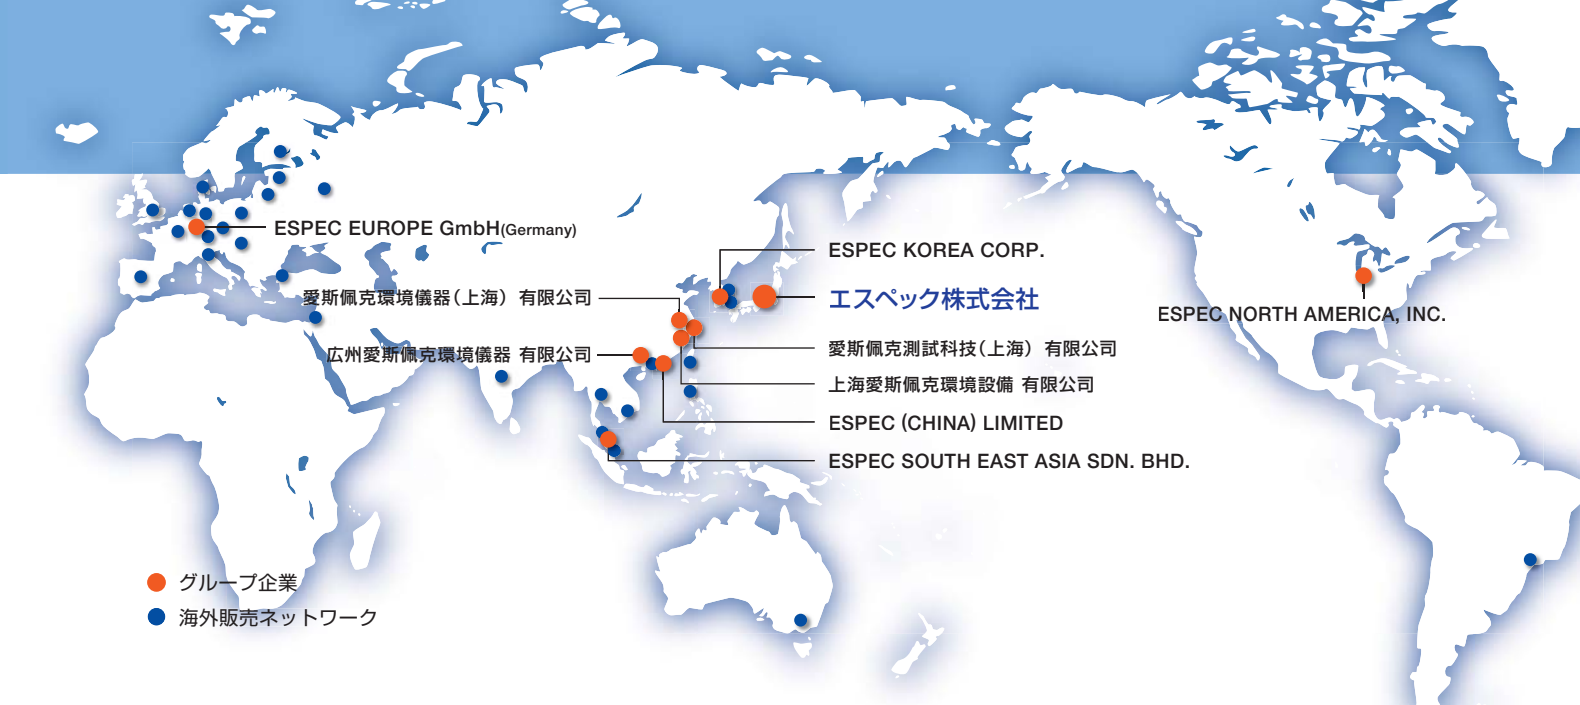 ESPEC EUROPE GmbH(Germany)
ESPEC KOREA CORP.
愛斯佩克環境儀器(上海) 有限公司
エスペック株式会社
ESPEC NORTH AMERICA, INC.
広州愛斯佩克環境儀器 有限公司
愛斯佩克測試科技(上海) 有限公司
上海愛斯佩克環境設備 有限公司
ESPEC (CHINA) LIMITED
ESPEC SOUTH EAST ASIA SDN. BHD.
グループ企業
海外販売ネットワーク